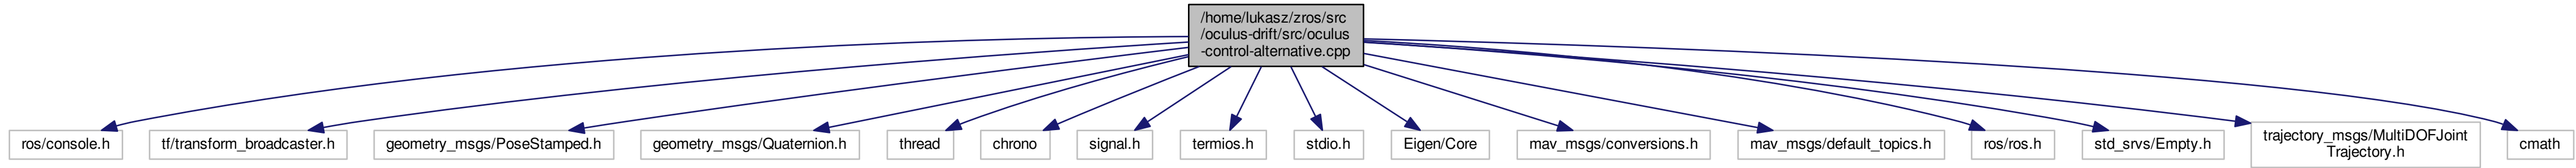 /home/lukasz/zros/src
/oculus-drift/src/oculus
-control-alternative.cpp
ros/console.h
tf/transform_broadcaster.h
geometry_msgs/PoseStamped.h
geometry_msgs/Quaternion.h
thread
chrono
signal.h
termios.h
stdio.h
Eigen/Core
mav_msgs/conversions.h
mav_msgs/default_topics.h
ros/ros.h
std_srvs/Empty.h
trajectory_msgs/MultiDOFJoint
Trajectory.h
cmath